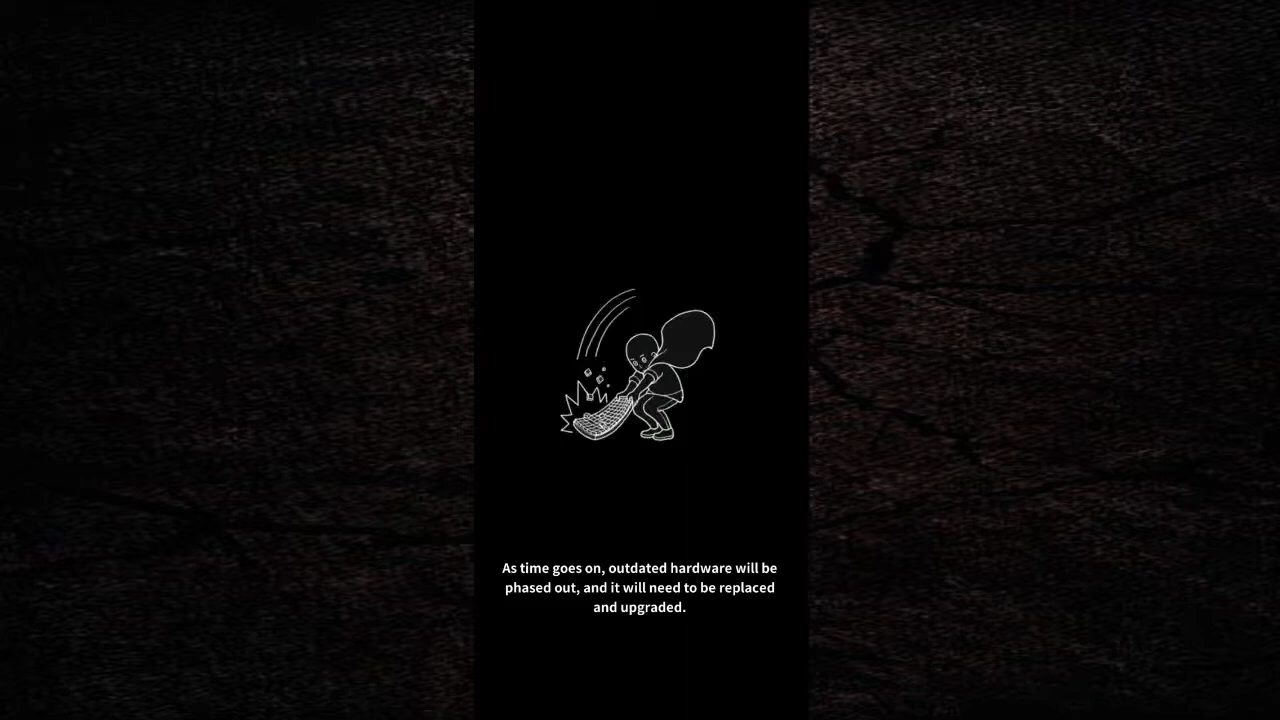 As time goes on, outdated hardware will be
phased out, and it will need to be replaced
and upgraded.